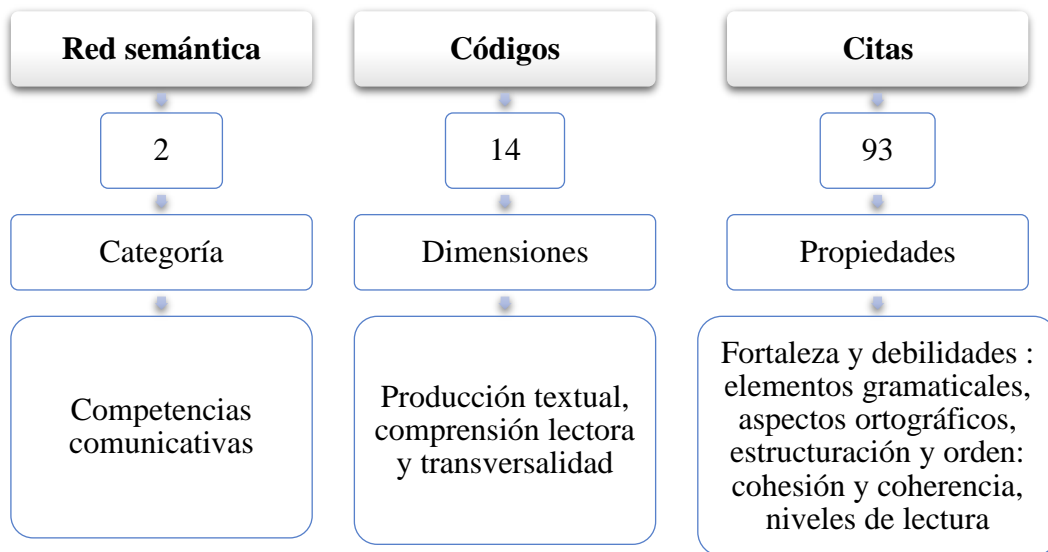 Red semántica
2
Categoría
Competencias
comunicativas
Códigos
14
Dimensiones
Producción textual,
comprensión lectora
y transversalidad
Citas
93
Propiedades
Fortaleza y debilidades :
elementos gramaticales,
aspectos ortográficos,
estructuración y orden:
cohesión y coherencia,
niveles de lectura